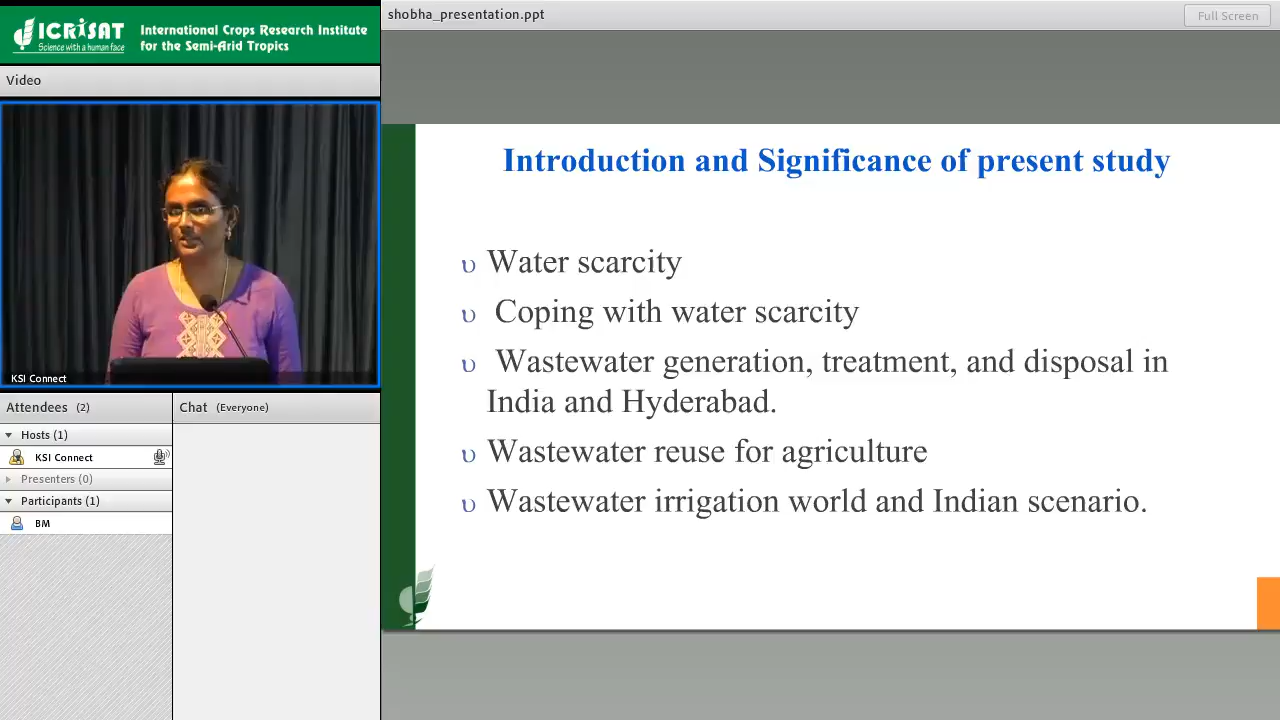 ICRISAT
Science with a human face
International Crops Research Institute
for the Semi-Arid Tropics
Video
KSI Connect
Attendees (2)
Hosts (1)
KSI Connect
Presenters (0)
Participants (1)
BM
Chat (Everyone)
shobha_presentation.ppt
Full Screen
Introduction and Significance of present study
υ Water scarcity
υ Coping with water scarcity
υ Wastewater generation, treatment, and disposal in
India and Hyderabad.
υ Wastewater reuse for agriculture
υ Wastewater irrigation world and Indian scenario.